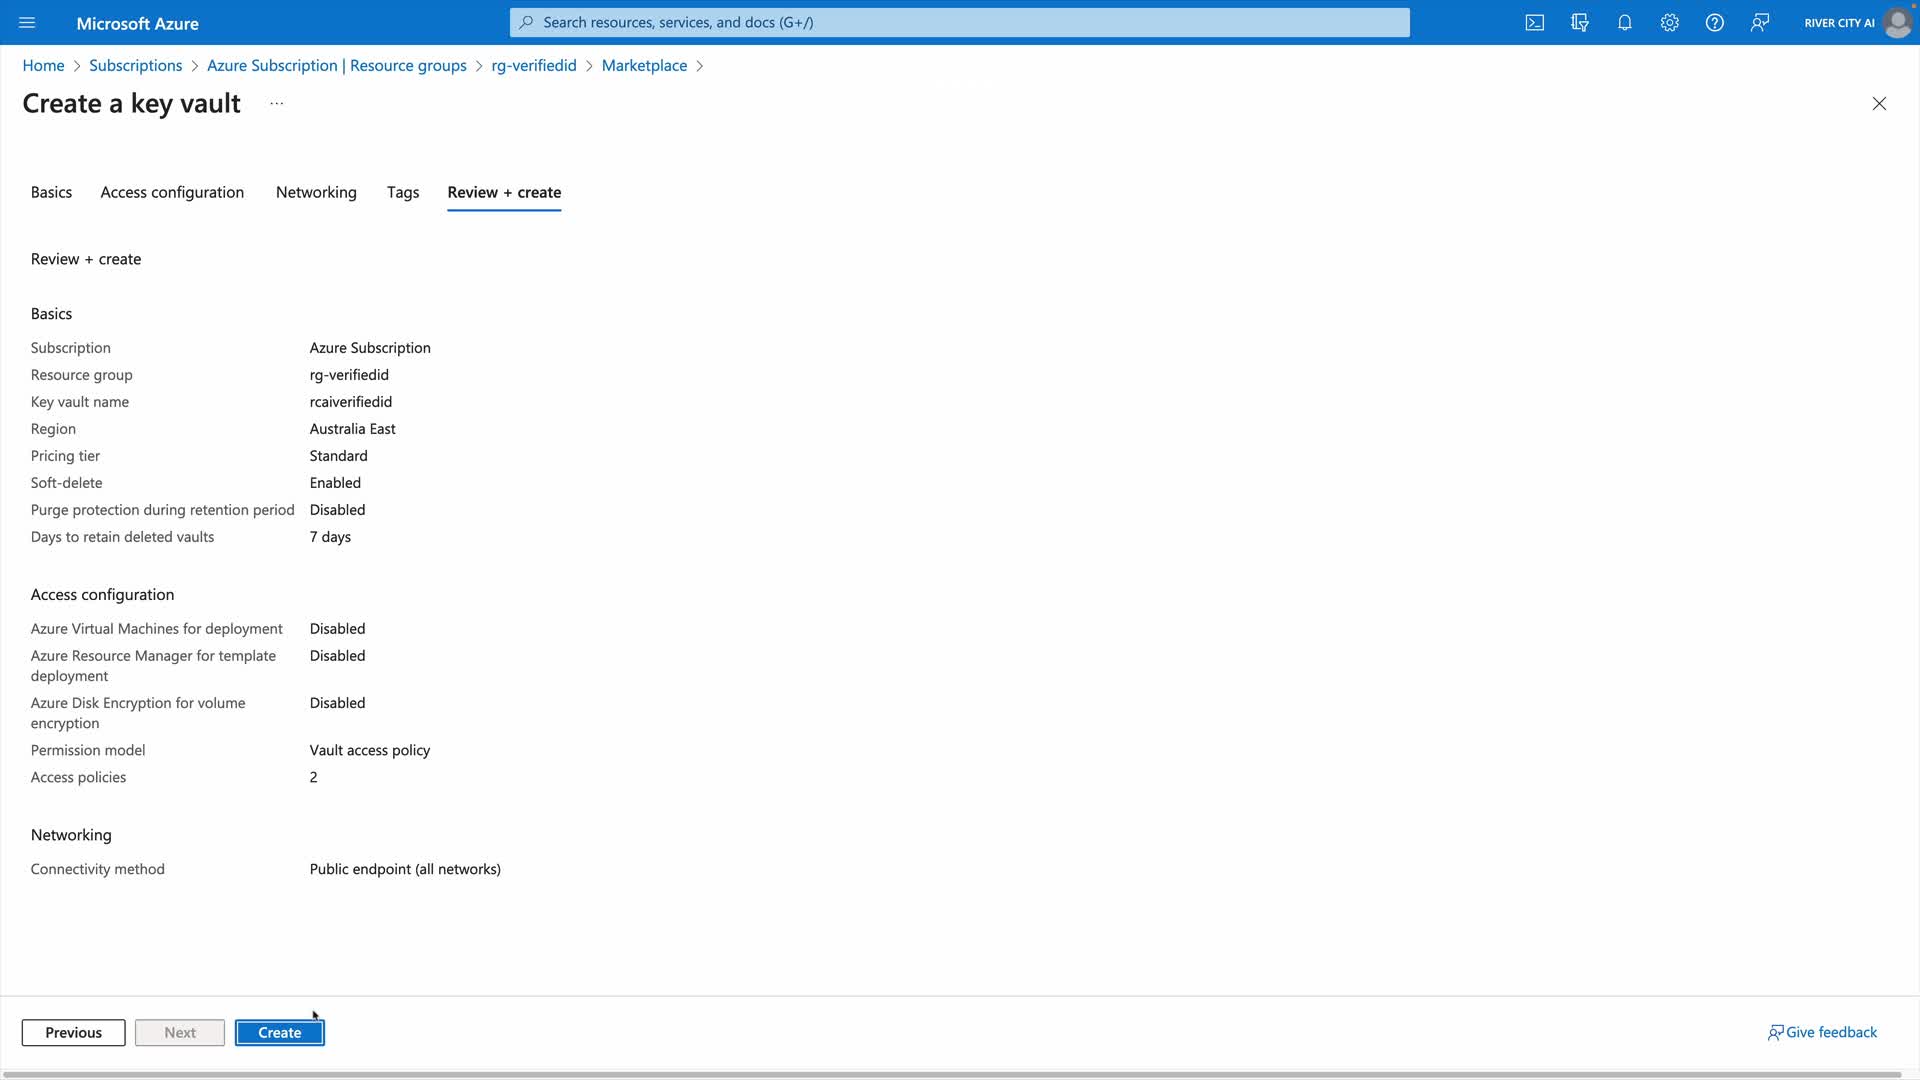 Microsoft Azure
Search resources, services, and docs (G+/)
RIVER CITY AI
Home > Subscriptions > Azure Subscription | Resource groups > rg-verifiedid > Marketplace >
Create a key vault ...
Basics Access configuration Networking Tags Review + create
Review + create
Basics
Subscription Azure Subscription
Resource group rg-verifiedid
Key vault name rcaiverifiedid
Region Australia East
Pricing tier Standard
Soft-delete Enabled
Purge protection during retention period Disabled
Days to retain deleted vaults 7 days
Access configuration
Azure Virtual Machines for deployment Disabled
Azure Resource Manager for template Disabled
deployment
Azure Disk Encryption for volume Disabled
encryption
Permission model Vault access policy
Access policies 2
Networking
Connectivity method Public endpoint (all networks)
Previous Next Create Give feedback